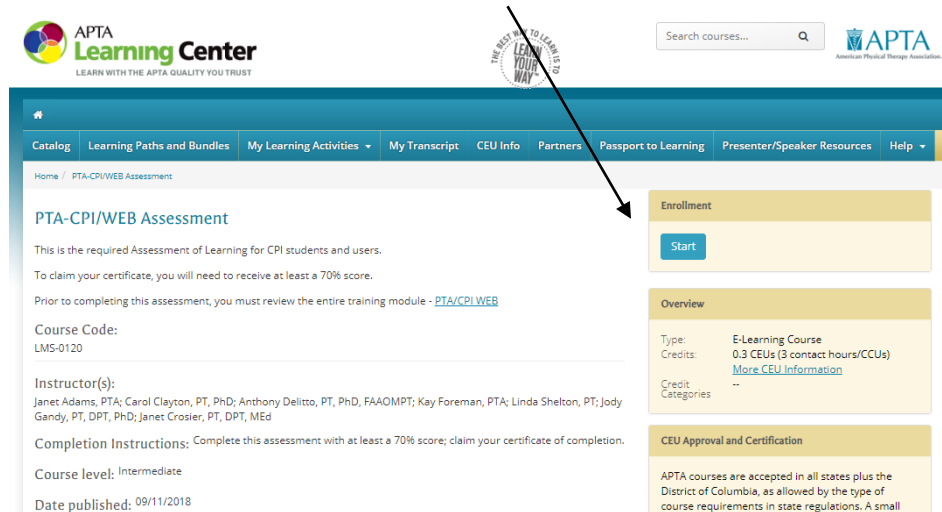 APTA
Learning Center
LEARN WITH THE APTA QUALITY YOU TRUST
THE BEST WAY TO LEARN IS TO
LEARN
YOUR
WAY™
Search courses...
APTA
American Physical Therapy Association.
Catalog
Learning Paths and Bundles
My Learning Activities
My Transcript
CEU Info
Partners
Passport to Learning
Presenter/Speaker Resources
Help
Home / PTA-CPI/WEB Assessment
PTA-CPI/WEB Assessment
This is the required Assessment of Learning for CPI students and users.
To claim your certificate, you will need to receive at least a 70% score.
Prior to completing this assessment, you must review the entire training module - PTA/CPI WEB
Course Code:
LMS-0120
Instructor(s):
Janet Adams, PTA; Carol Clayton, PT, PhD; Anthony Delitto, PT, PhD, FAAOMPT; Kay Foreman, PTA; Linda Shelton, PT; Jody
Gandy, PT, DPT, PhD; Janet Crosier, PT, DPT, MEd
Completion Instructions: Complete this assessment with at least a 70% score; claim your certificate of completion.
Course level: Intermediate
Date published: 09/11/2018
Enrollment
Start
Overview
Type: E-Learning Course
Credits: 0.3 CEUs (3 contact hours/CCUs)
More CEU Information
Credit --
Categories
CEU Approval and Certification
APTA courses are accepted in all states plus the
District of Columbia, as allowed by the type of
course requirements in state regulations. A small